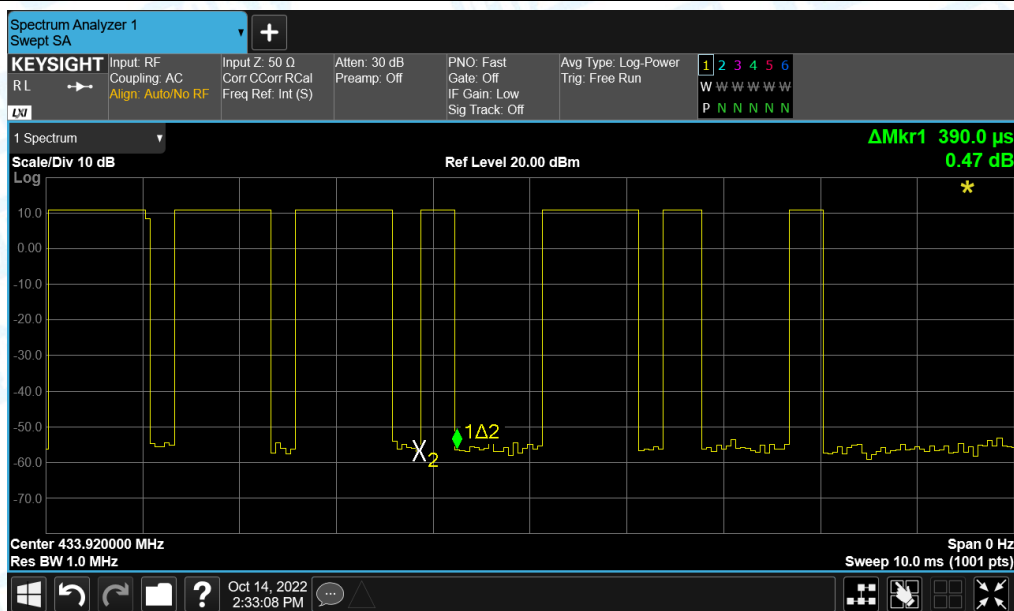 Spectrum Analyzer 1
Swept SA
KEYSIGHT
R L
LXI
Input: RF
Coupling: AC
Align: Auto/No RF
Input Z: 50 Ω
Corr CCorr RCal
Freq Ref: Int (S)
Atten: 30 dB
Preamp: Off
PNO: Fast
Gate: Off
IF Gain: Low
Sig Track: Off
Avg Type: Log-Power
Trig: Free Run
1 2 3 4 5 6
W W W W W W
P N N N N N
1 Spectrum
ΔMkr1 390.0 µs
0.47 dB
Scale/Div 10 dB
Ref Level 20.00 dBm
Log
10.0
0.00
-10.0
-20.0
-30.0
-40.0
-50.0
1Δ2
X2
-60.0
-70.0
Center 433.920000 MHz
Span 0 Hz
Res BW 1.0 MHz
Sweep 10.0 ms (1001 pts)
?
Oct 14, 2022
2:33:08 PM